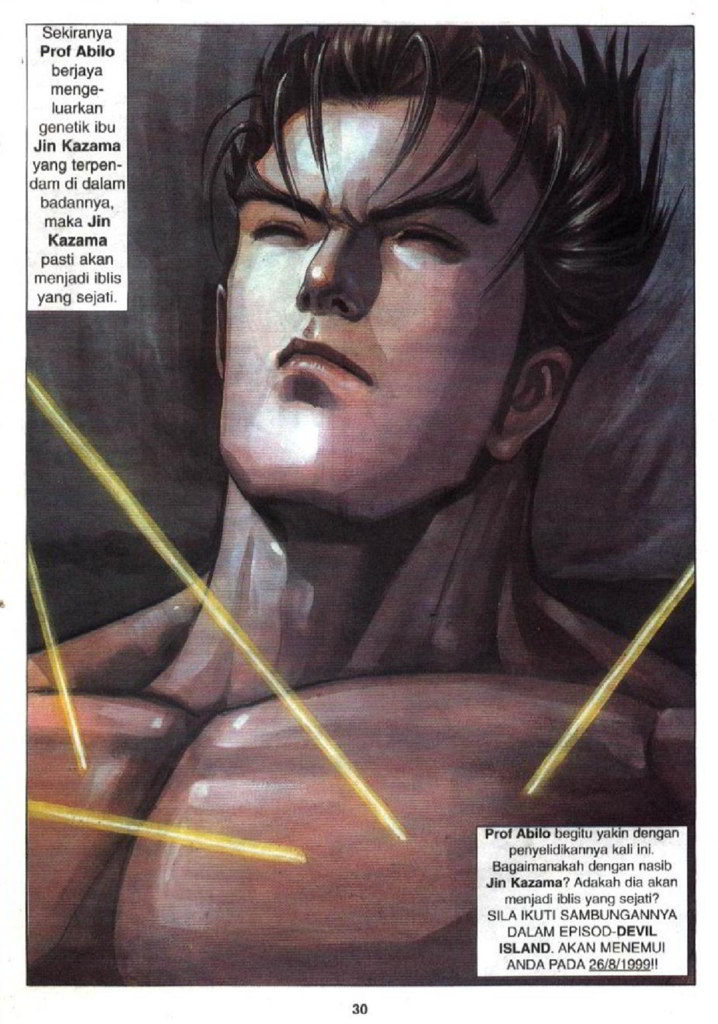 Sekiranya
Prof Abilo
berjaya
menge-
luarkan
genetik ibu
Jin Kazama
yang terpen-
dam di dalam
badannya,
maka Jin
Kazama
pasti akan
menjadi iblis
yang sejati.
Prof Abilo begitu yakin dengan
penyelidikannya kali ini.
Bagaimanakah dengan nasib
Jin Kazama? Adakah dia akan
menjadi iblis yang sejati?
SILA IKUTI SAMBUNGANNYA
DALAM EPISOD-DEVIL
ISLAND. AKAN MENEMUI
ANDA PADA 26/8/1999!!
30